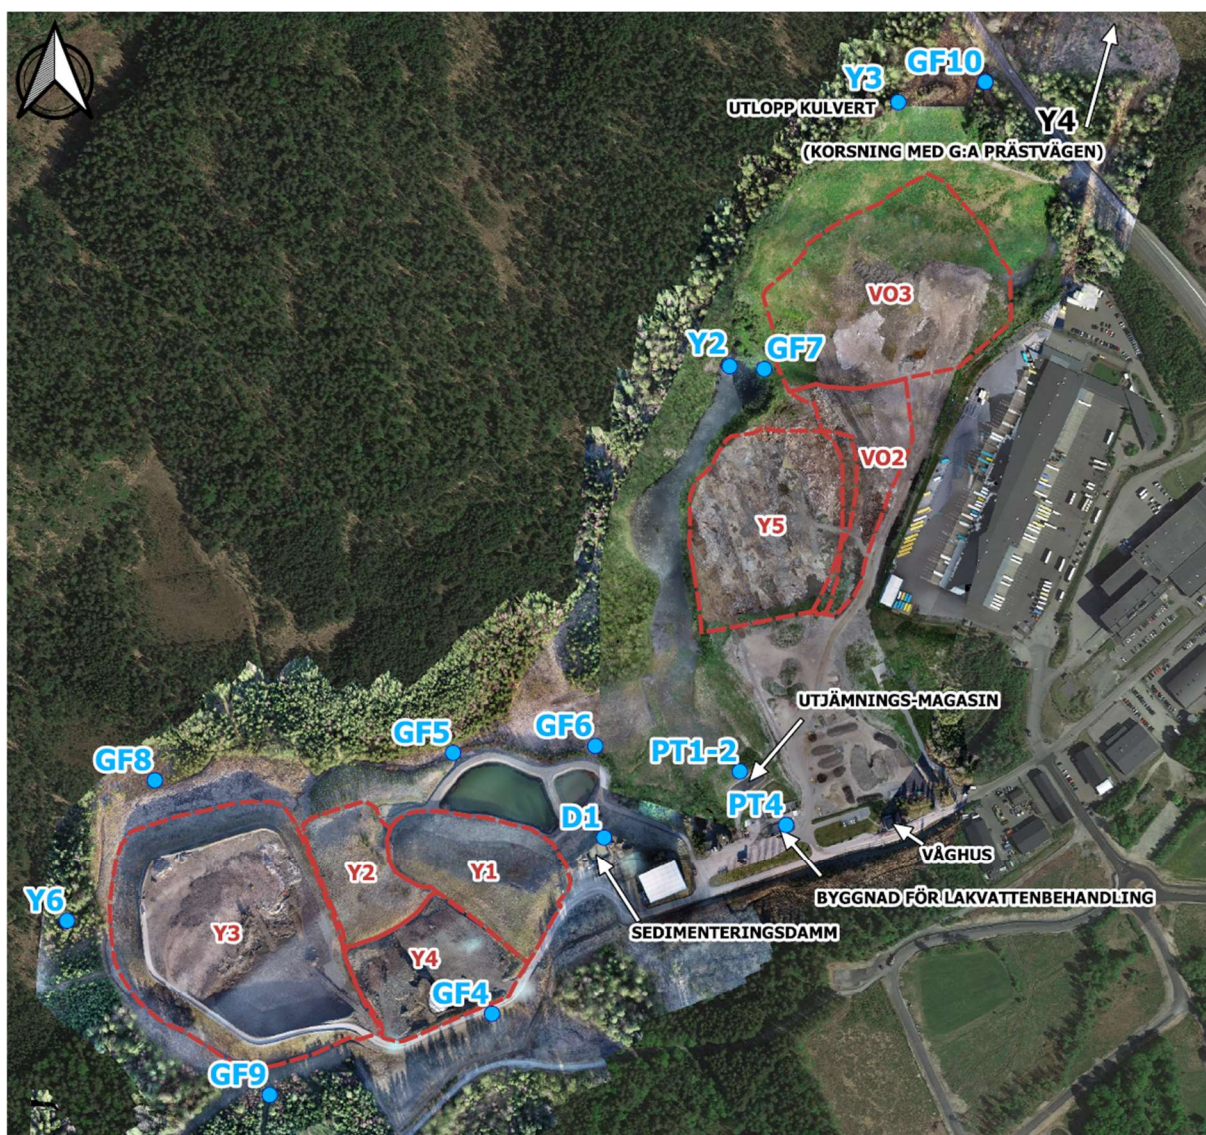 GF10
Y3
UTLOPP KULVERT
Y4
(KORSNING MED G:A PRÄSTVÄGEN)
VO3
Y2
GF7
VO2
Y5
UTJÄMNINGS-MAGASIN
GF6
GF5
PT1-2
GF8
PT4
D1
VÅGHUS
Y2
Y1
BYGGNAD FÖR LAKVATTENBEHANDLING
Y6
Y3
SEDIMENTERINGSDAMM
Y4
GF4
GF9